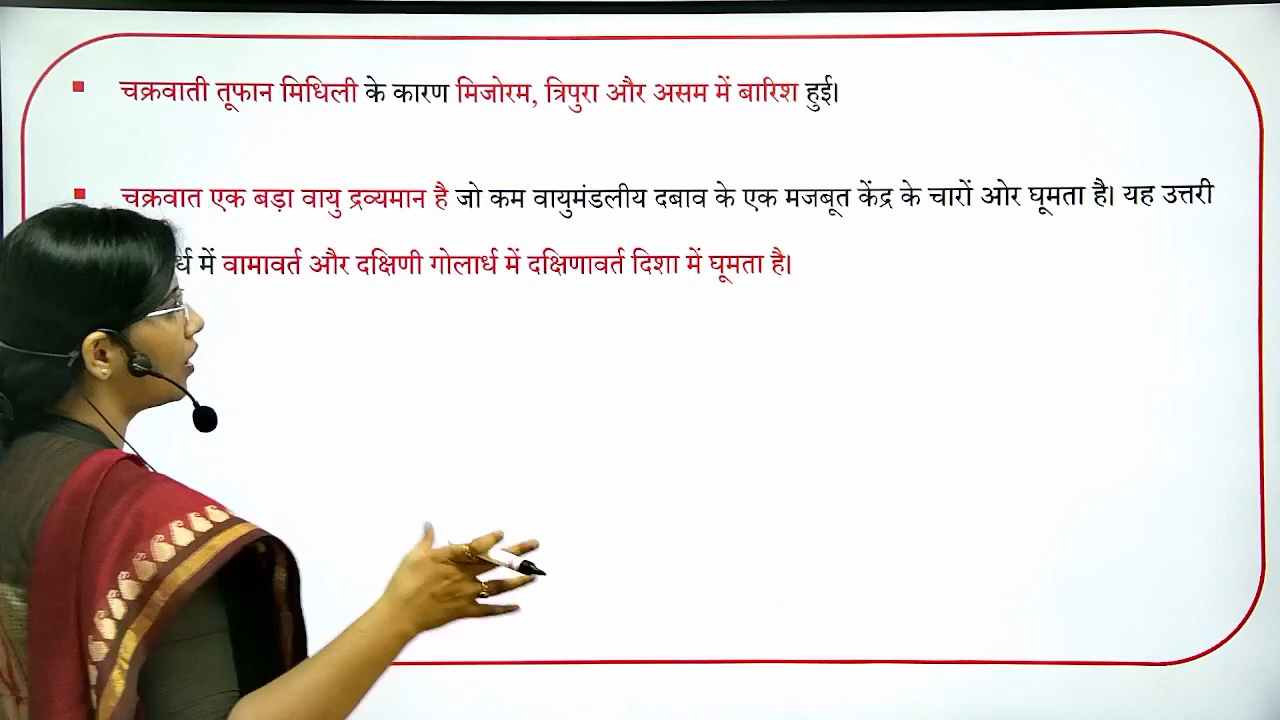 चक्रवाती तूफान मिधिली के कारण मिजोरम, त्रिपुरा और असम में बारिश हुई।
चक्रवात एक बड़ा वायु द्रव्यमान है जो कम वायुमंडलीय दबाव के एक मजबूत केंद्र के चारों ओर घूमता है। यह उत्तरी
में वामावर्त और दक्षिणी गोलार्ध में दक्षिणावर्त दिशा में घूमता है।